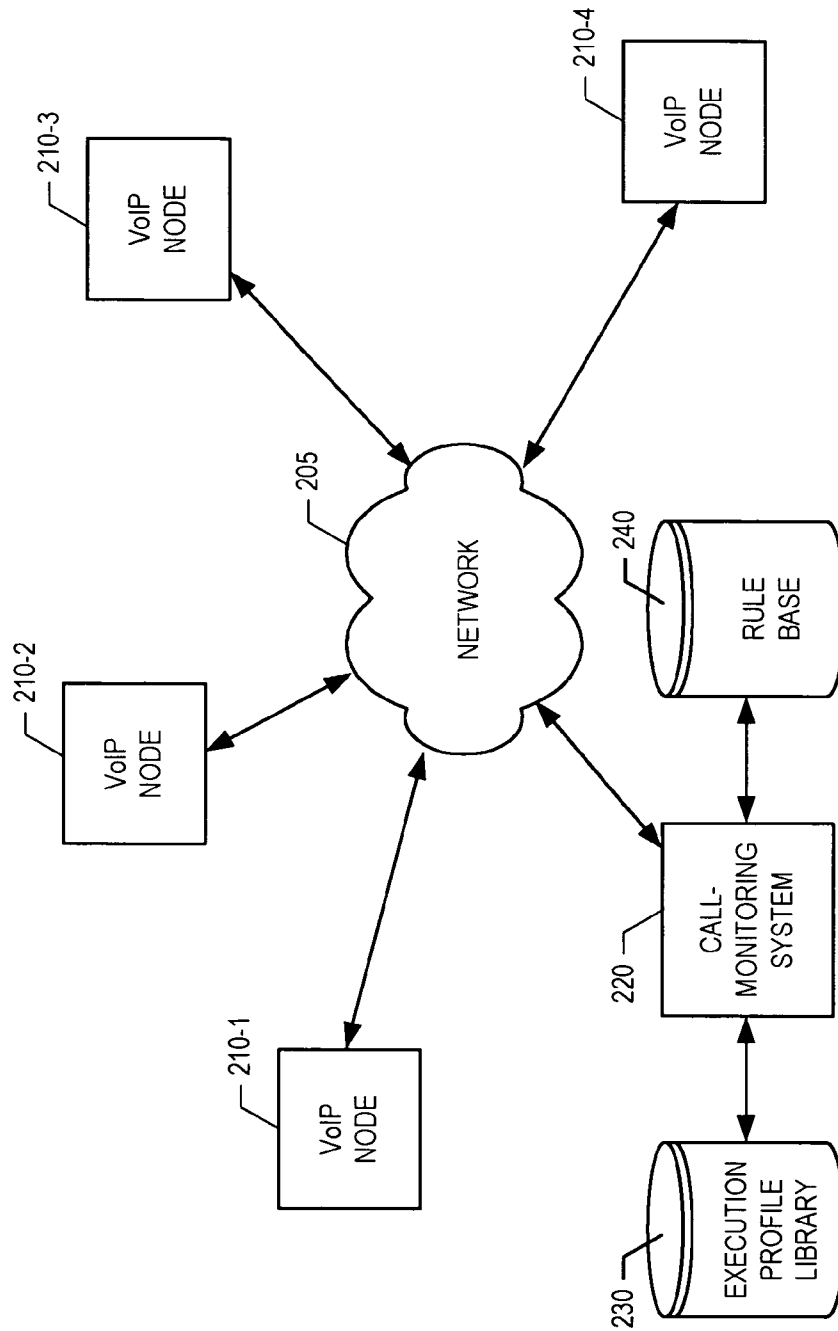 210-1
VoIP
NODE
210-2
VoIP
NODE
210-3
VoIP
NODE
210-4
VoIP
NODE
205
NETWORK
220
CALL-
MONITORING
SYSTEM
230
EXECUTION
PROFILE
LIBRARY
240
RULE
BASE